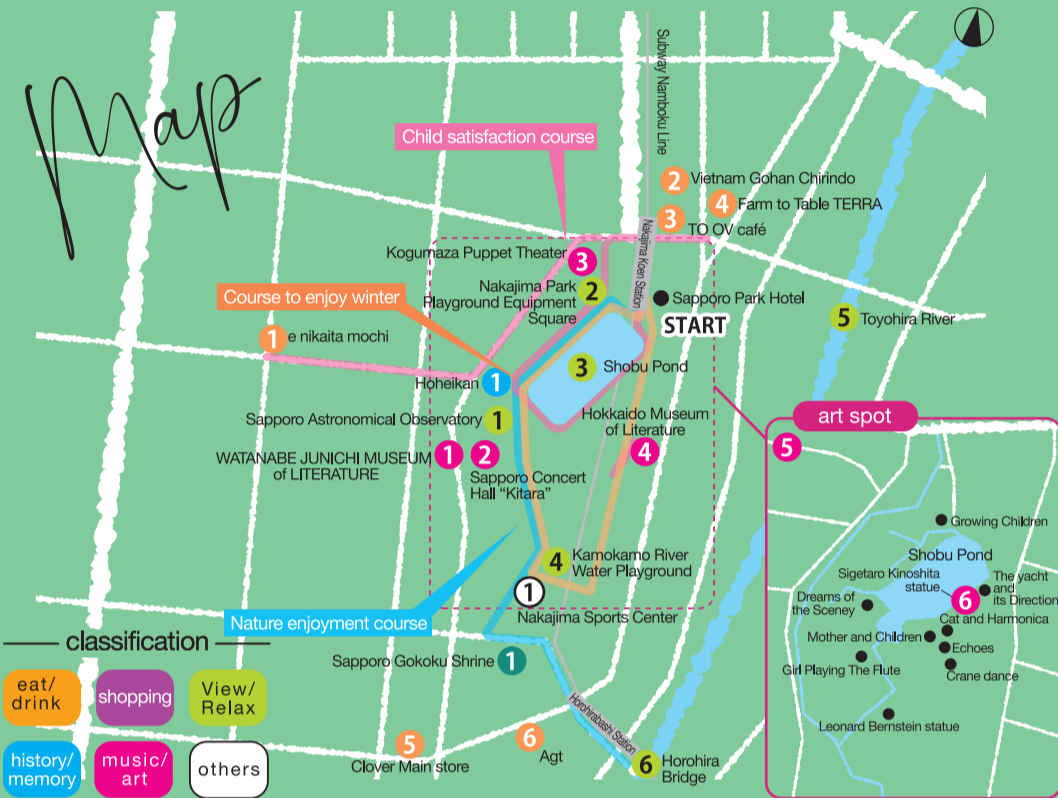 Map
Subway Namboku Line
Child satisfaction course
2 Vietnam Gohan Chirindo
4 Farm to Table TERRA
3 TO OV café
Nakajima Koen Station
Kogumaza Puppet Theater
3
Nakajima Park
Playground Equipment
Square
2
Sapporo Park Hotel
START
Course to enjoy winter
1 e nikaita mochi
5 Toyohira River
3 Shobu Pond
Hoheikan 1
Sapporo Astronomical Observatory 1
Hokkaido Museum
of Literature
4
WATANABE JUNICHI MUSEUM
of LITERATURE
1
2
Sapporo Concert
Hall “Kitara”
4 Kamokamo River
Water Playground
1
Nakajima Sports Center
Nature enjoyment course
Sapporo Gokoku Shrine 1
Horohirabashi Station
5
Clover Main store
6
Agt
6 Horohira
Bridge
classification
eat/
drink
shopping
View/
Relax
history/
memory
music/
art
others
art spot
5
Growing Children
Shobu Pond
Sigetaro Kinoshita
statue
6
The yacht
and
its Direction
Dreams of
the Sceney
Cat and Harmonica
Mother and Children
Echoes
Girl Playing The Flute
Crane dance
Leonard Bernstein statue